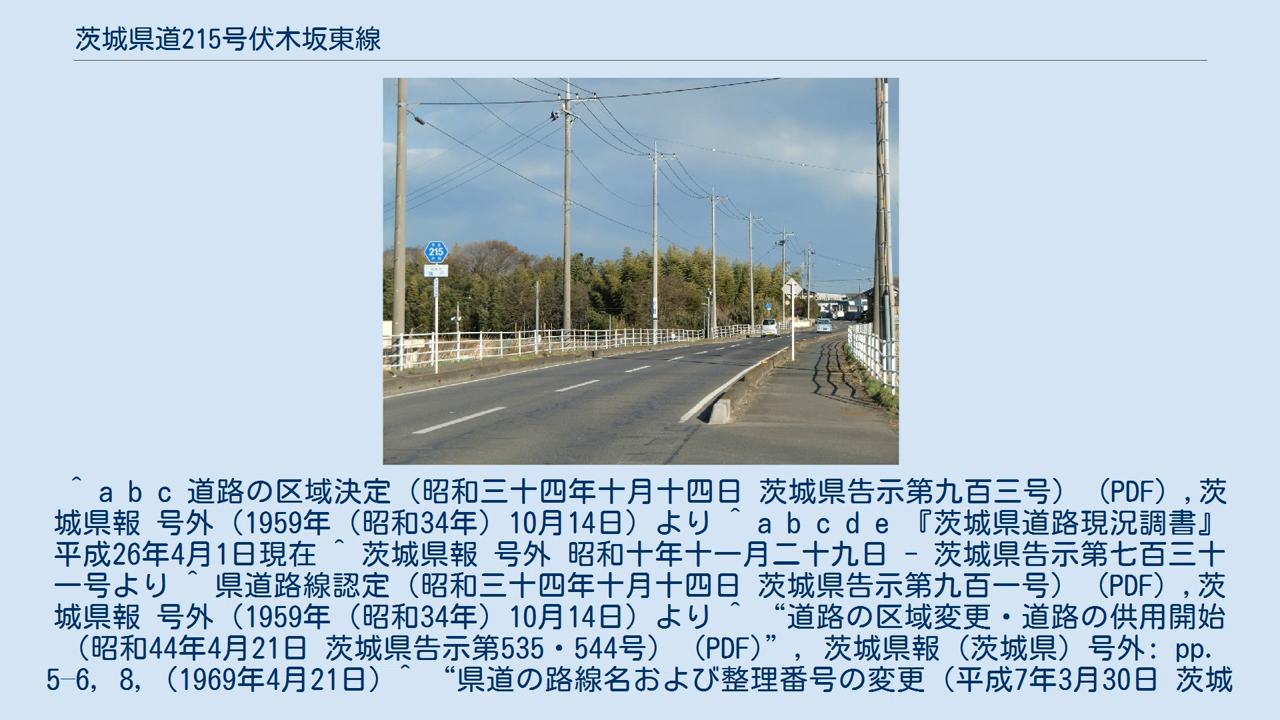 茨城県道215号伏木坂東線
215
＾ a b c 道路の区域決定（昭和三十四年十月十四日 茨城県告示第九百三号）（PDF）,茨
城県報 号外（1959年（昭和34年）10月14日）より ＾ a b c d e 『茨城県道路現況調書』
平成26年4月1日現在 ＾ 茨城県報 号外 昭和十年十一月二十九日 - 茨城県告示第七百三十
一号より ＾ 県道路線認定（昭和三十四年十月十四日 茨城県告示第九百一号）（PDF）,茨
城県報 号外（1959年（昭和34年）10月14日）より ＾ “道路の区域変更・道路の供用開始
（昭和44年4月21日 茨城県告示第535・544号）（PDF）”, 茨城県報（茨城県）号外: pp.
5–6, 8,（1969年4月21日）＾ “県道の路線名および整理番号の変更（平成7年3月30日 茨城